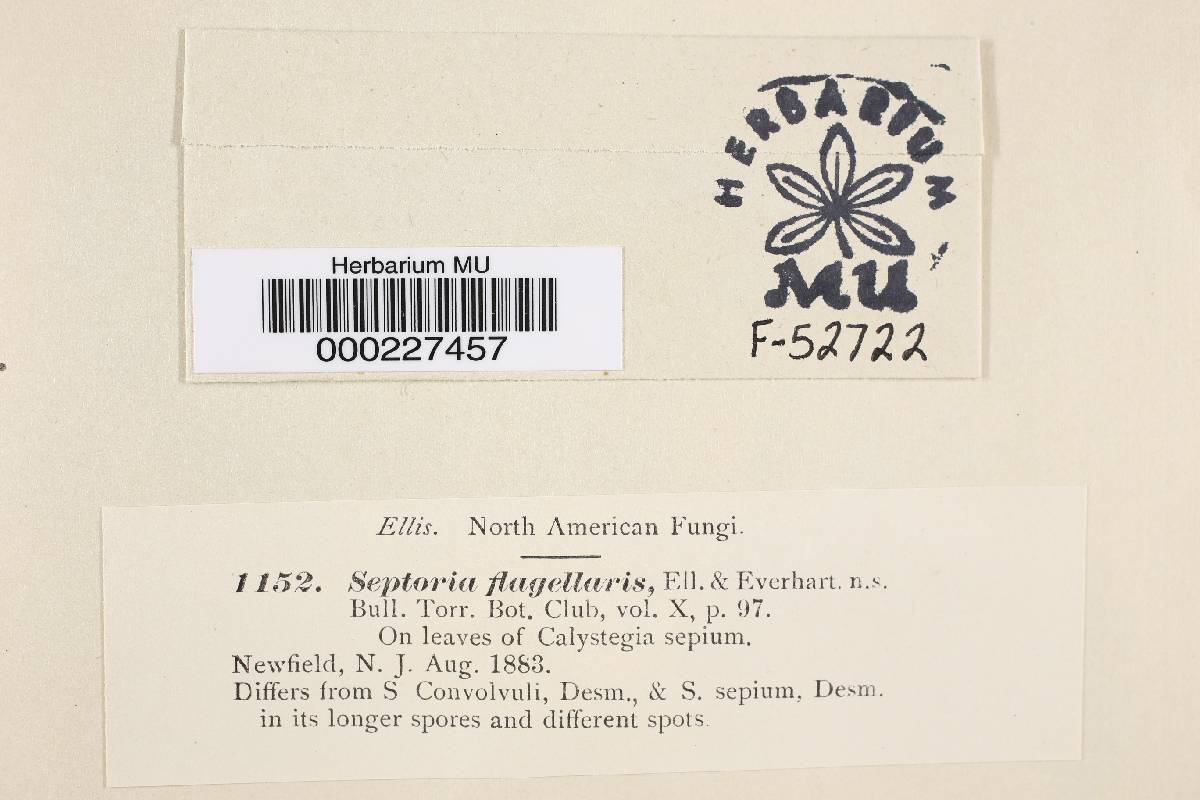 HERBARIUM
MU
F-52722
Herbarium MU
000227457
Ellis. North American Fungi.
1152. Septoria flagellaris, Ell. & Everhart. n.s.
Bull. Torr. Bot. Club, vol. X, p. 97.
On leaves of Calystegia sepium.
Newfield, N. J. Aug. 1883.
Differs from S Convolvuli, Desm., & S. sepium, Desm.
in its longer spores and different spots.